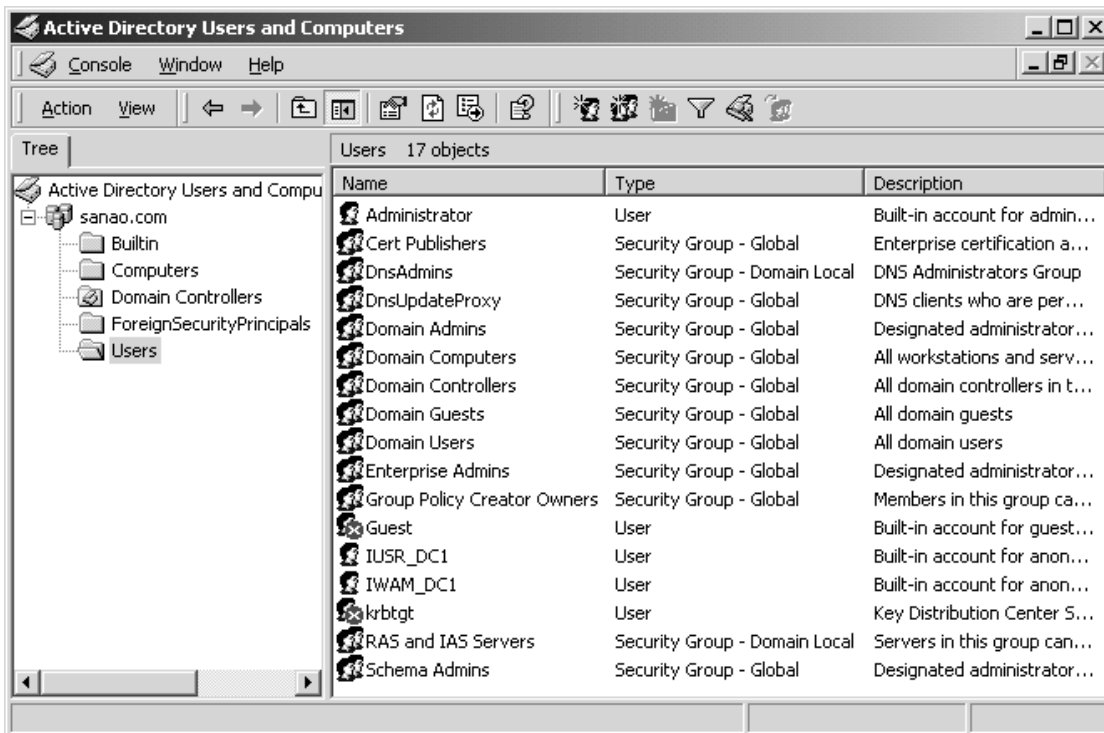 Active Directory Users and Computers
Console Window Help
Action View
Tree
Users 17 objects
Active Directory Users and Compu
sanao.com
Builtin
Computers
Domain Controllers
ForeignSecurityPrincipals
Users
Name Type Description
Administrator User Built-in account for admin...
Cert Publishers Security Group - Global Enterprise certification a...
DnsAdmins Security Group - Domain Local DNS Administrators Group
DnsUpdateProxy Security Group - Global DNS clients who are per...
Domain Admins Security Group - Global Designated administrator...
Domain Computers Security Group - Global All workstations and serv...
Domain Controllers Security Group - Global All domain controllers in t...
Domain Guests Security Group - Global All domain guests
Domain Users Security Group - Global All domain users
Enterprise Admins Security Group - Global Designated administrator...
Group Policy Creator Owners Security Group - Global Members in this group ca...
Guest User Built-in account for guest...
IUSR_DC1 User Built-in account for anon...
IWAM_DC1 User Built-in account for anon...
krbtgt User Key Distribution Center S...
RAS and IAS Servers Security Group - Domain Local Servers in this group can...
Schema Admins Security Group - Global Designated administrator...